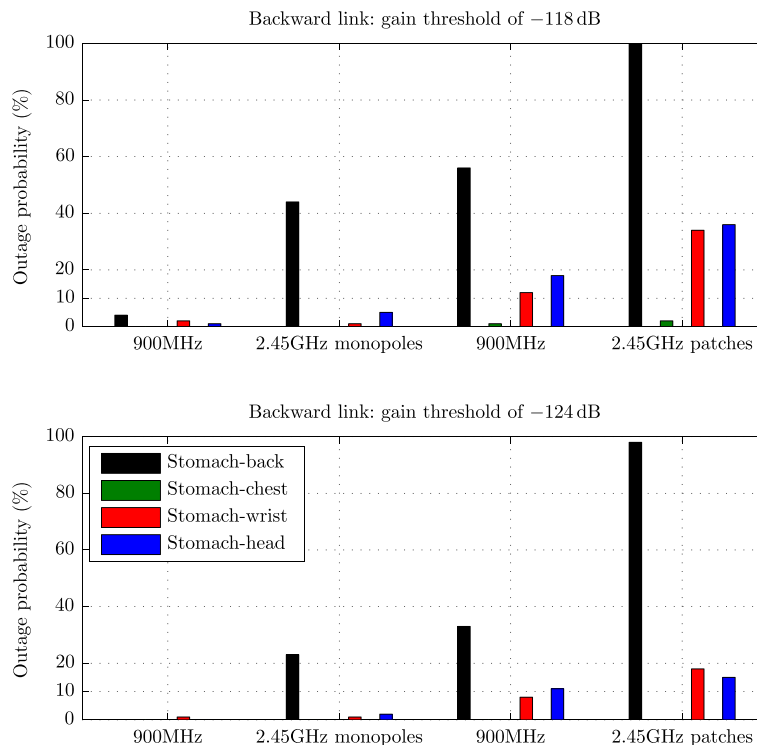 Backward link: gain threshold of −118 dB
Outage probability (%)
100
80
60
40
20
10
0
900MHz 2.45GHz monopoles 900MHz 2.45GHz patches
Backward link: gain threshold of −124 dB
Outage probability (%)
100
80
60
40
20
10
0
Stomach-back
Stomach-chest
Stomach-wrist
Stomach-head
900MHz 2.45GHz monopoles 900MHz 2.45GHz patches